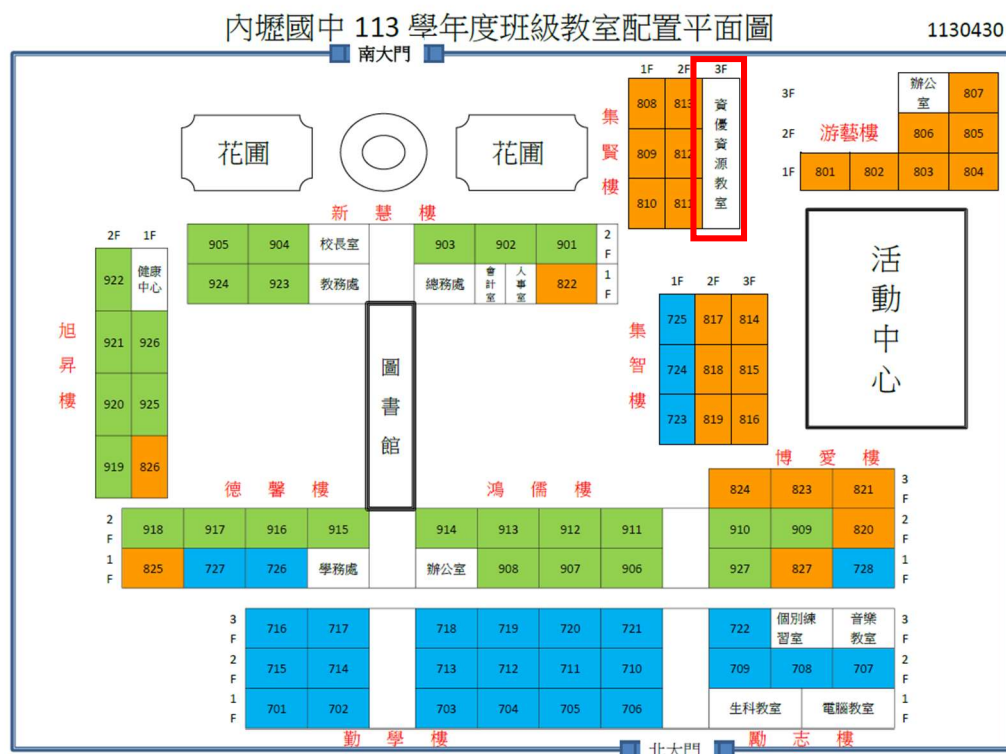 內壢國中 113 學年度班級教室配置平面圖
1130430
南大門
花圃
花圃
集賢樓
1F 2F 3F
808 813
809 812
810 811
資優資源教室
游藝樓
3F 辦公室 807
2F 806 805
1F 801 802 803 804
活動中心
新慧樓
905 904 校長室 903 902 901 2F
924 923 教務處 總務處 會計室 人事室 822 1F
旭昇樓
2F 1F
922 健康中心
921 926
920 925
919 826
圖書館
集智樓
1F 2F 3F
725 817 814
724 818 815
723 819 816
德馨樓
鴻儒樓
博愛樓
824 823 821 3F
2F 918 917 916 915 914 913 912 911 910 909 820 2F
1F 825 727 726 學務處 辦公室 908 907 906 927 827 728 1F
3F 716 717 718 719 720 721 722 個別練習室 音樂教室 3F
2F 715 714 713 712 711 710 709 708 707 2F
1F 701 702 703 704 705 706 生科教室 電腦教室 1F
勤學樓
北大門
勵志樓